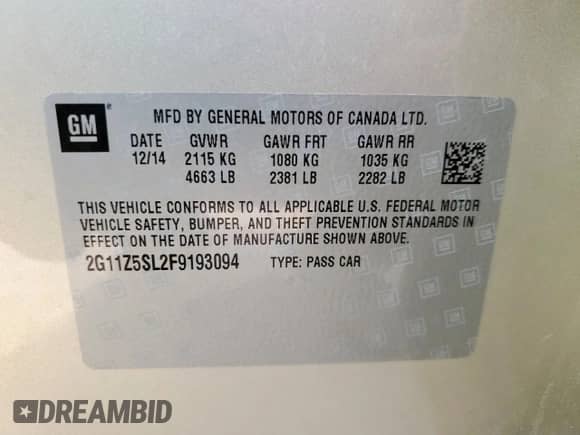 GM
MFD BY GENERAL MOTORS OF CANADA LTD.
DATE GVWR GAWR FRT GAWR RR
12/14 2115 KG 1080 KG 1035 KG
4663 LB 2381 LB 2282 LB
THIS VEHICLE CONFORMS TO ALL APPLICABLE U.S. FEDERAL MOTOR
VEHICLE SAFETY, BUMPER, AND THEFT PREVENTION STANDARDS IN
EFFECT ON THE DATE OF MANUFACTURE SHOWN ABOVE.
2G11Z5SL2F9193094 TYPE: PASS CAR
DREAMBID